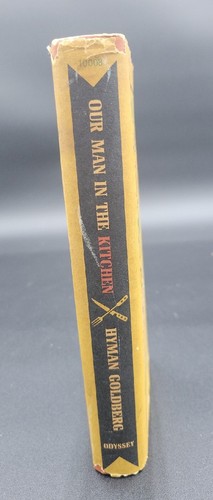 OUR MAN IN THE KITCHEN
HYMAN GOLDBERG
ODYSSEY